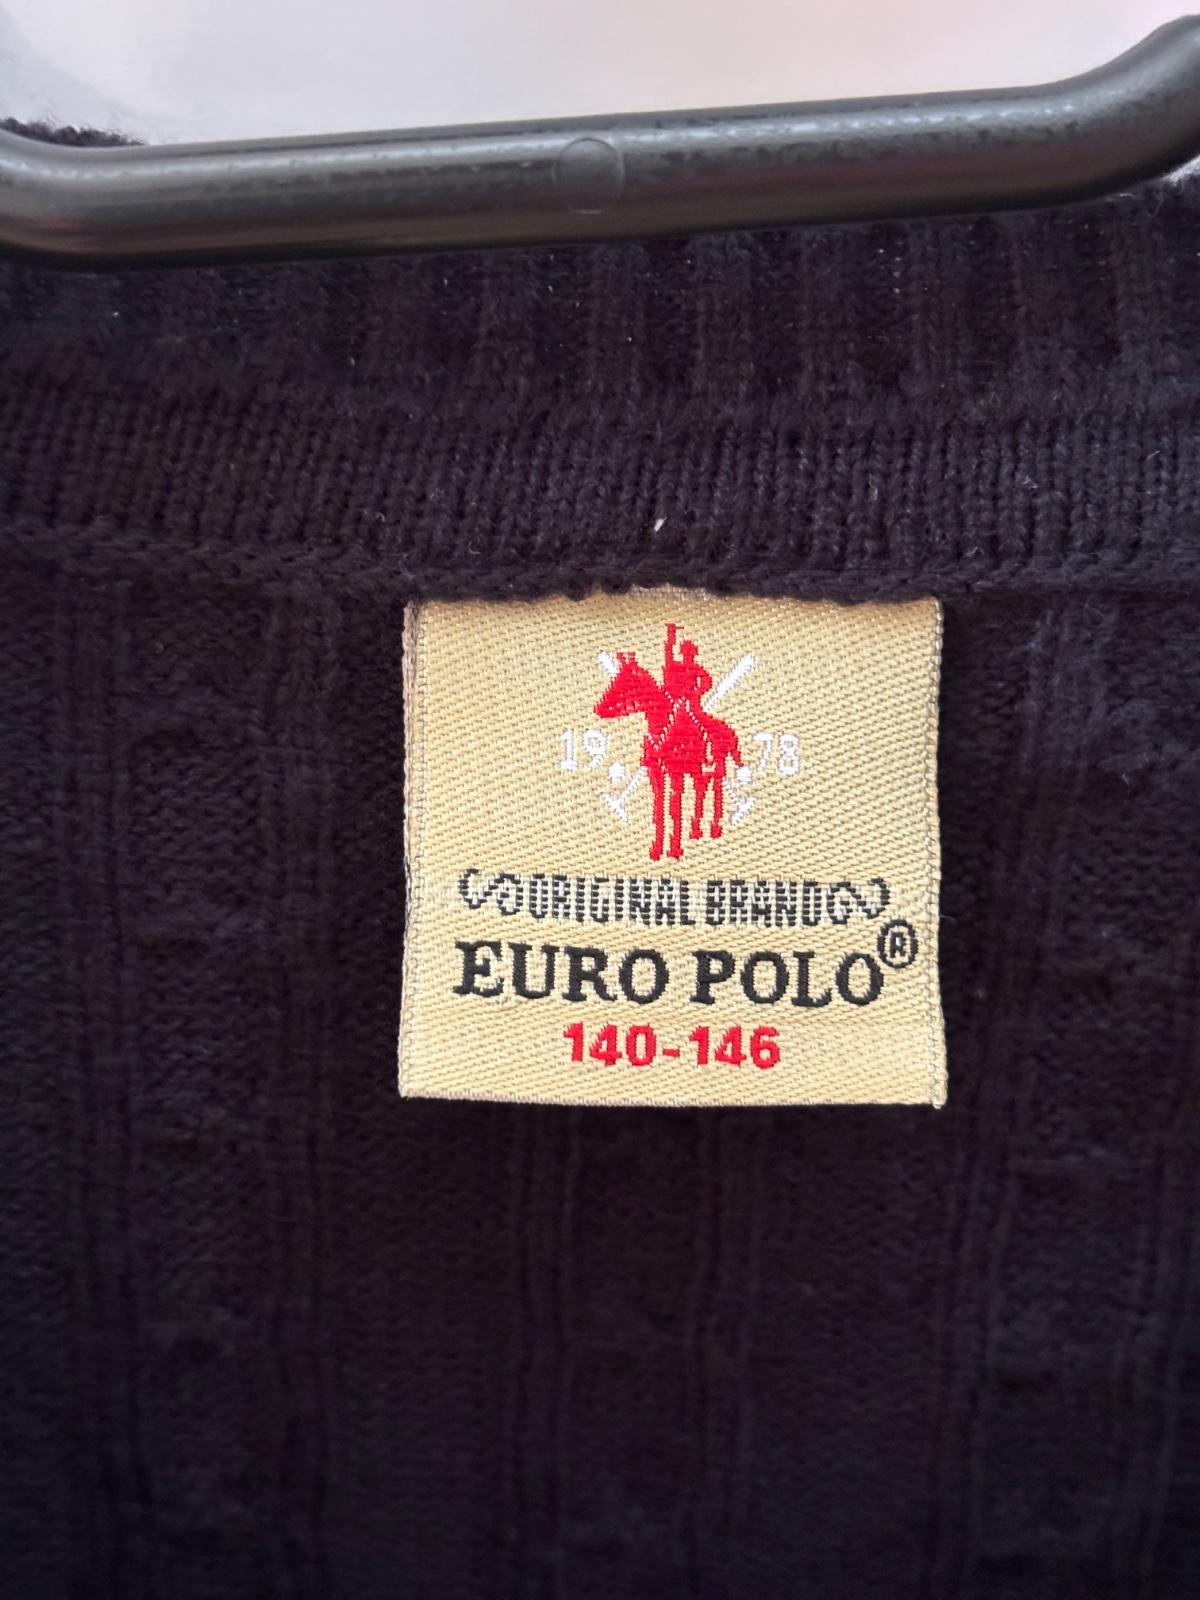 19 78
ORIGINAL BRAND
EURO POLO®
140-146